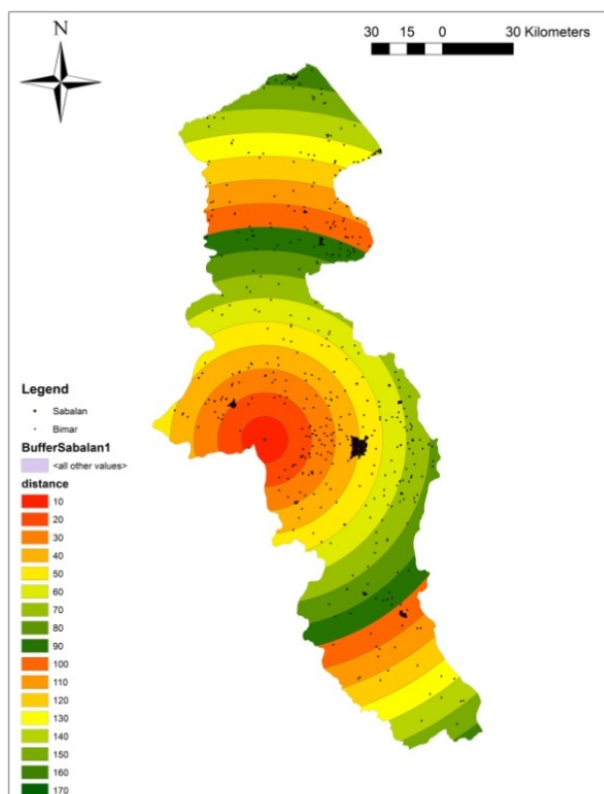 N
30 15 0 30 Kilometers
Legend
Sabalan
Bimar
BufferSabalan1
<all other values>
distance
10
20
30
40
50
60
70
80
90
100
110
120
130
140
150
160
170